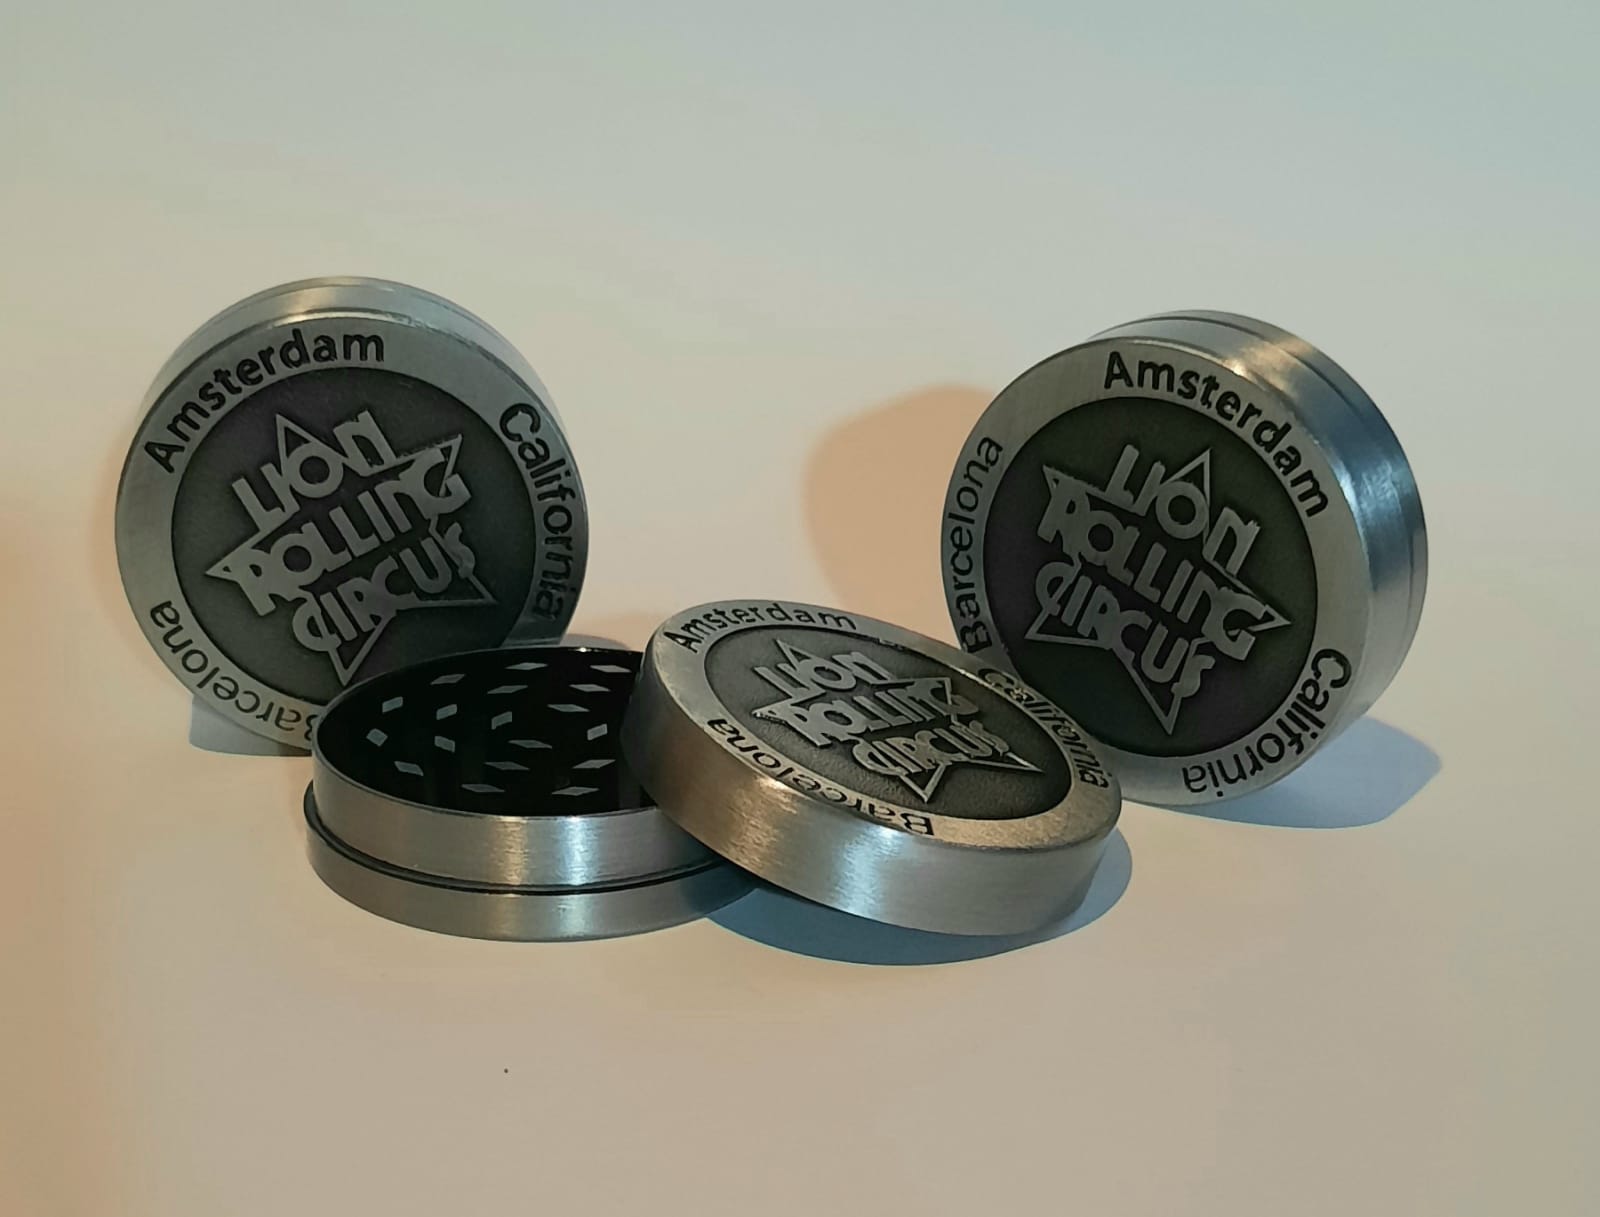 Amsterdam
California
Barcelona
LION
ROLLING
CIRCUS
Amsterdam
California
Barcelona
LION
ROLLING
CIRCUS
Amsterdam
California
Barcelona
LION
ROLLING
CIRCUS